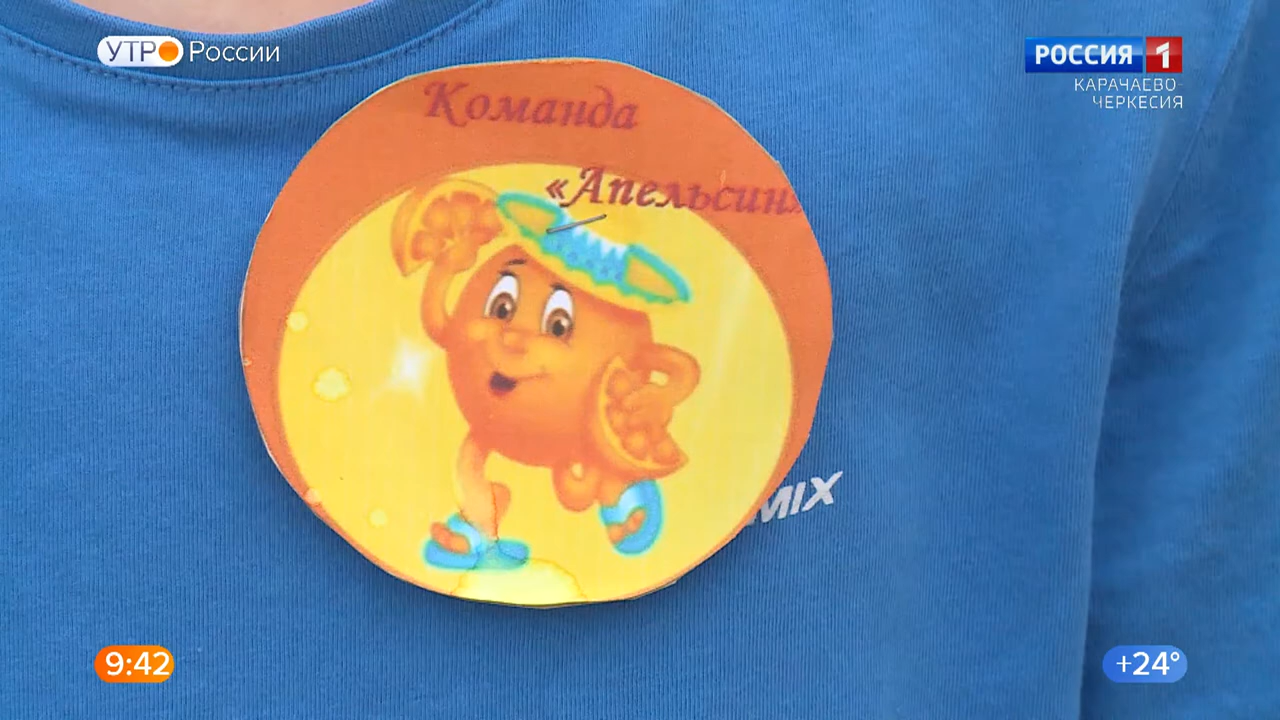 УТРО России
РОССИЯ 1
КАРАЧАЕВО-
ЧЕРКЕСИЯ
Команда
«Апельсин»
MIX
9:42
+24°